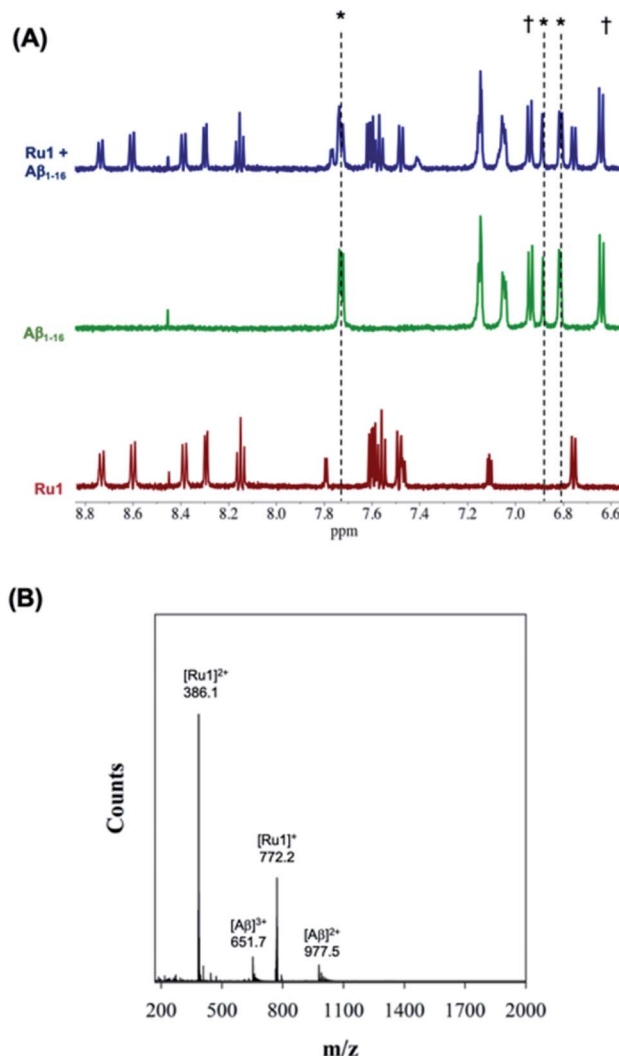 (A)
* † * * †
Ru1 +
Aβ1-16
Aβ1-16
Ru1
8.8 8.6 8.4 8.2 8.0 7.8 7.6 7.4 7.2 7.0 6.8 6.6
ppm
(B)
[Ru1]2+
386.1
[Ru1]+
772.2
[Aβ]3+
651.7
[Aβ]2+
977.5
Counts
200 500 800 1100 1400 1700 2000
m/z